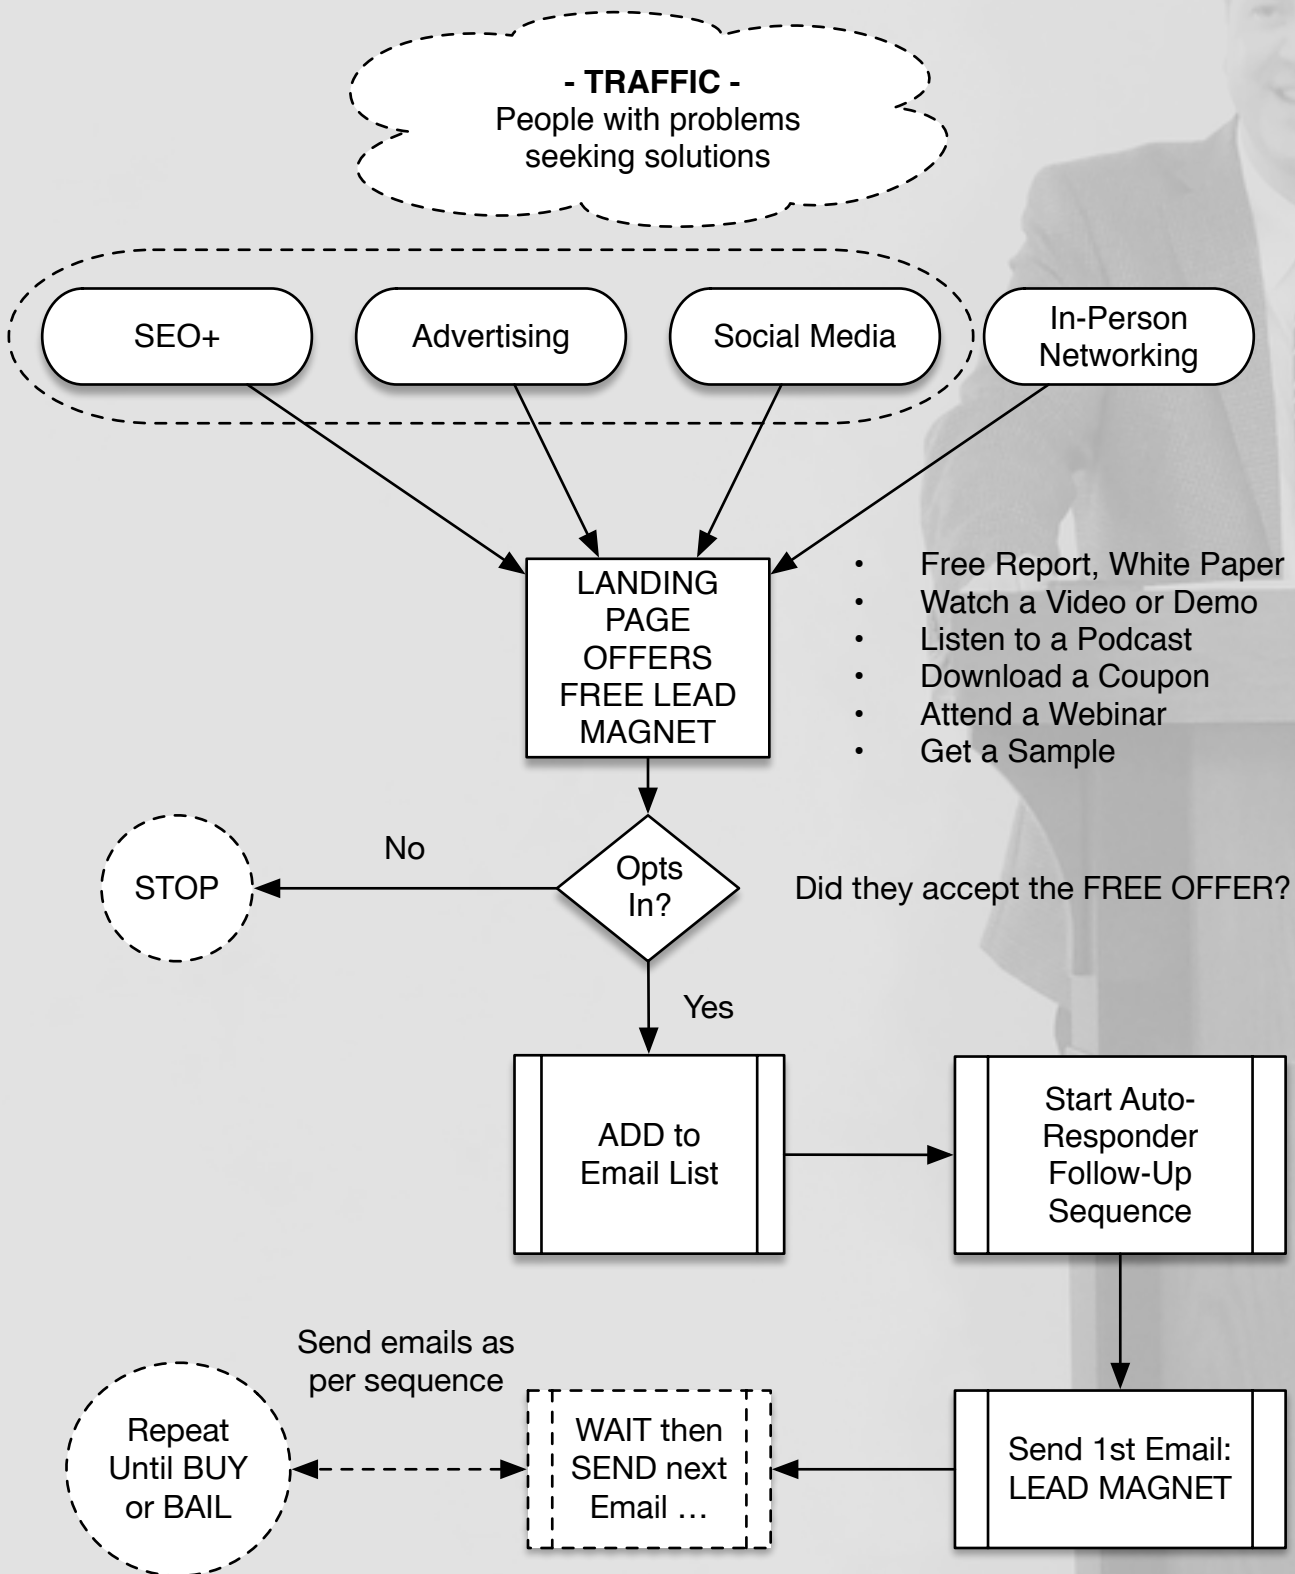 - TRAFFIC -
People with problems
seeking solutions
SEO+
Advertising
Social Media
In-Person
Networking
LANDING
PAGE
OFFERS
FREE LEAD
MAGNET
• Free Report, White Paper
• Watch a Video or Demo
• Listen to a Podcast
• Download a Coupon
• Attend a Webinar
• Get a Sample
No
STOP
Opts
In?
Did they accept the FREE OFFER?
Yes
ADD to
Email List
Start Auto-
Responder
Follow-Up
Sequence
Send emails as
per sequence
Repeat
Until BUY
or BAIL
WAIT then
SEND next
Email …
Send 1st Email:
LEAD MAGNET